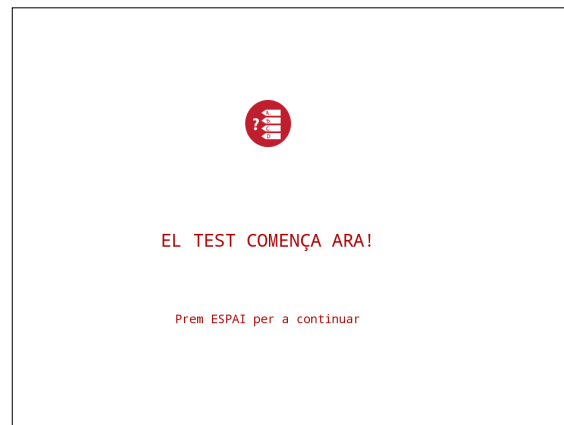 ?
A.
B.
C.
D
EL TEST COMENÇA ARA!
Prem ESPAI per a continuar